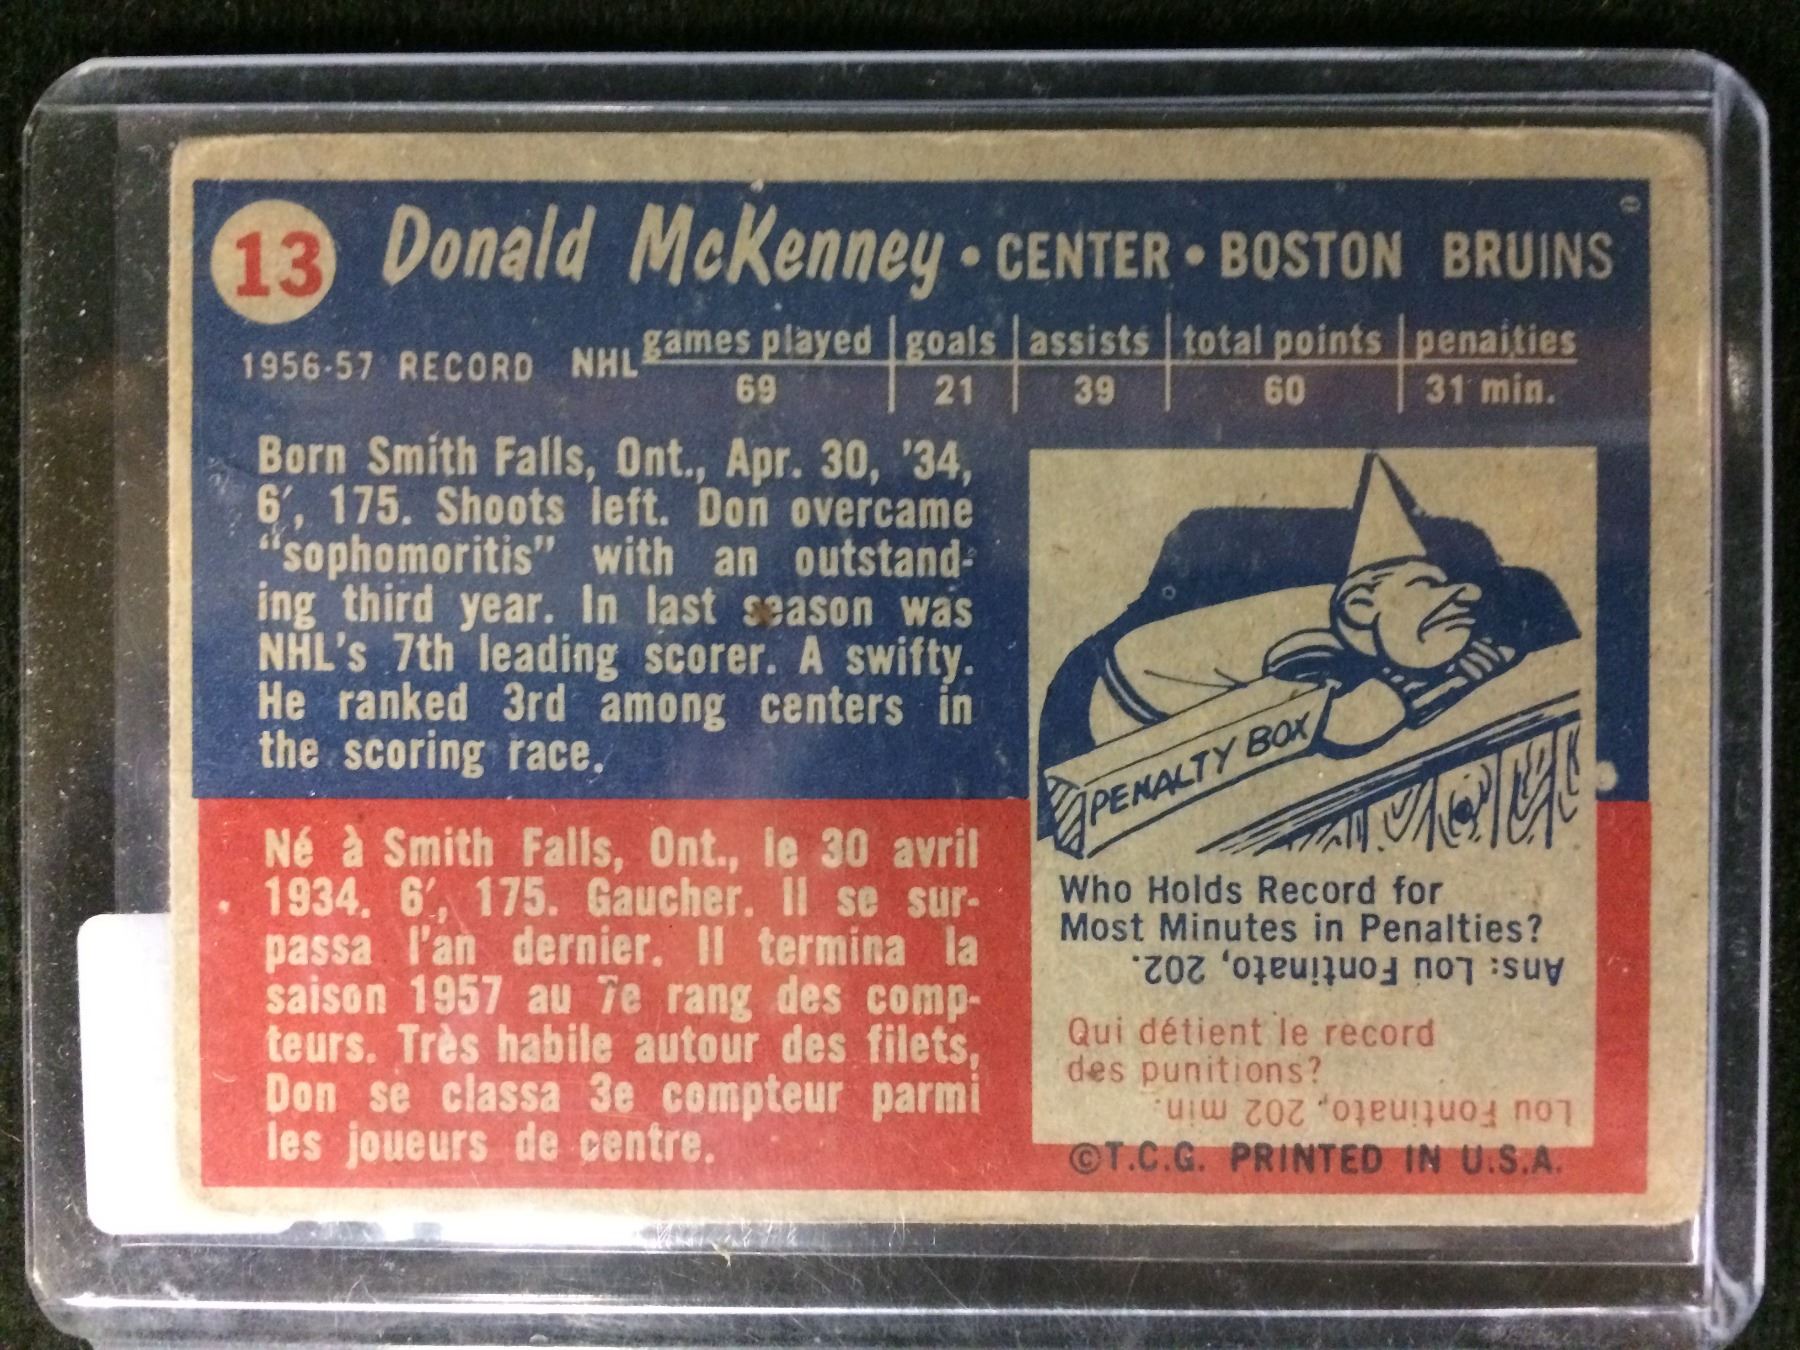 13 Donald McKenney • CENTER • BOSTON BRUINS
games played goals assists total points penalties
1956-57 RECORD NHL
69 21 39 60 31 min.
Born Smith Falls, Ont., Apr. 30, '34,
6', 175. Shoots left. Don overcame
“sophomoritis” with an outstand-
ing third year. In last season was
NHL's 7th leading scorer. A swifty.
He ranked 3rd among centers in
the scoring race.
Né à Smith Falls, Ont., le 30 avril
1934. 6', 175. Gaucher. Il se sur-
passa l'an dernier. Il termina la
saison 1957 au 7e rang des comp-
teurs. Très habile autour des filets,
Don se classa 3e compteur parmi
les joueurs de centre.
PENALTY BOX
Who Holds Record for
Most Minutes in Penalties?
Ans: Lou Fontinato, 202.
Qui détient le record
des punitions?
Lou Fontinato, 202 min.
©T.C.G. PRINTED IN U.S.A.